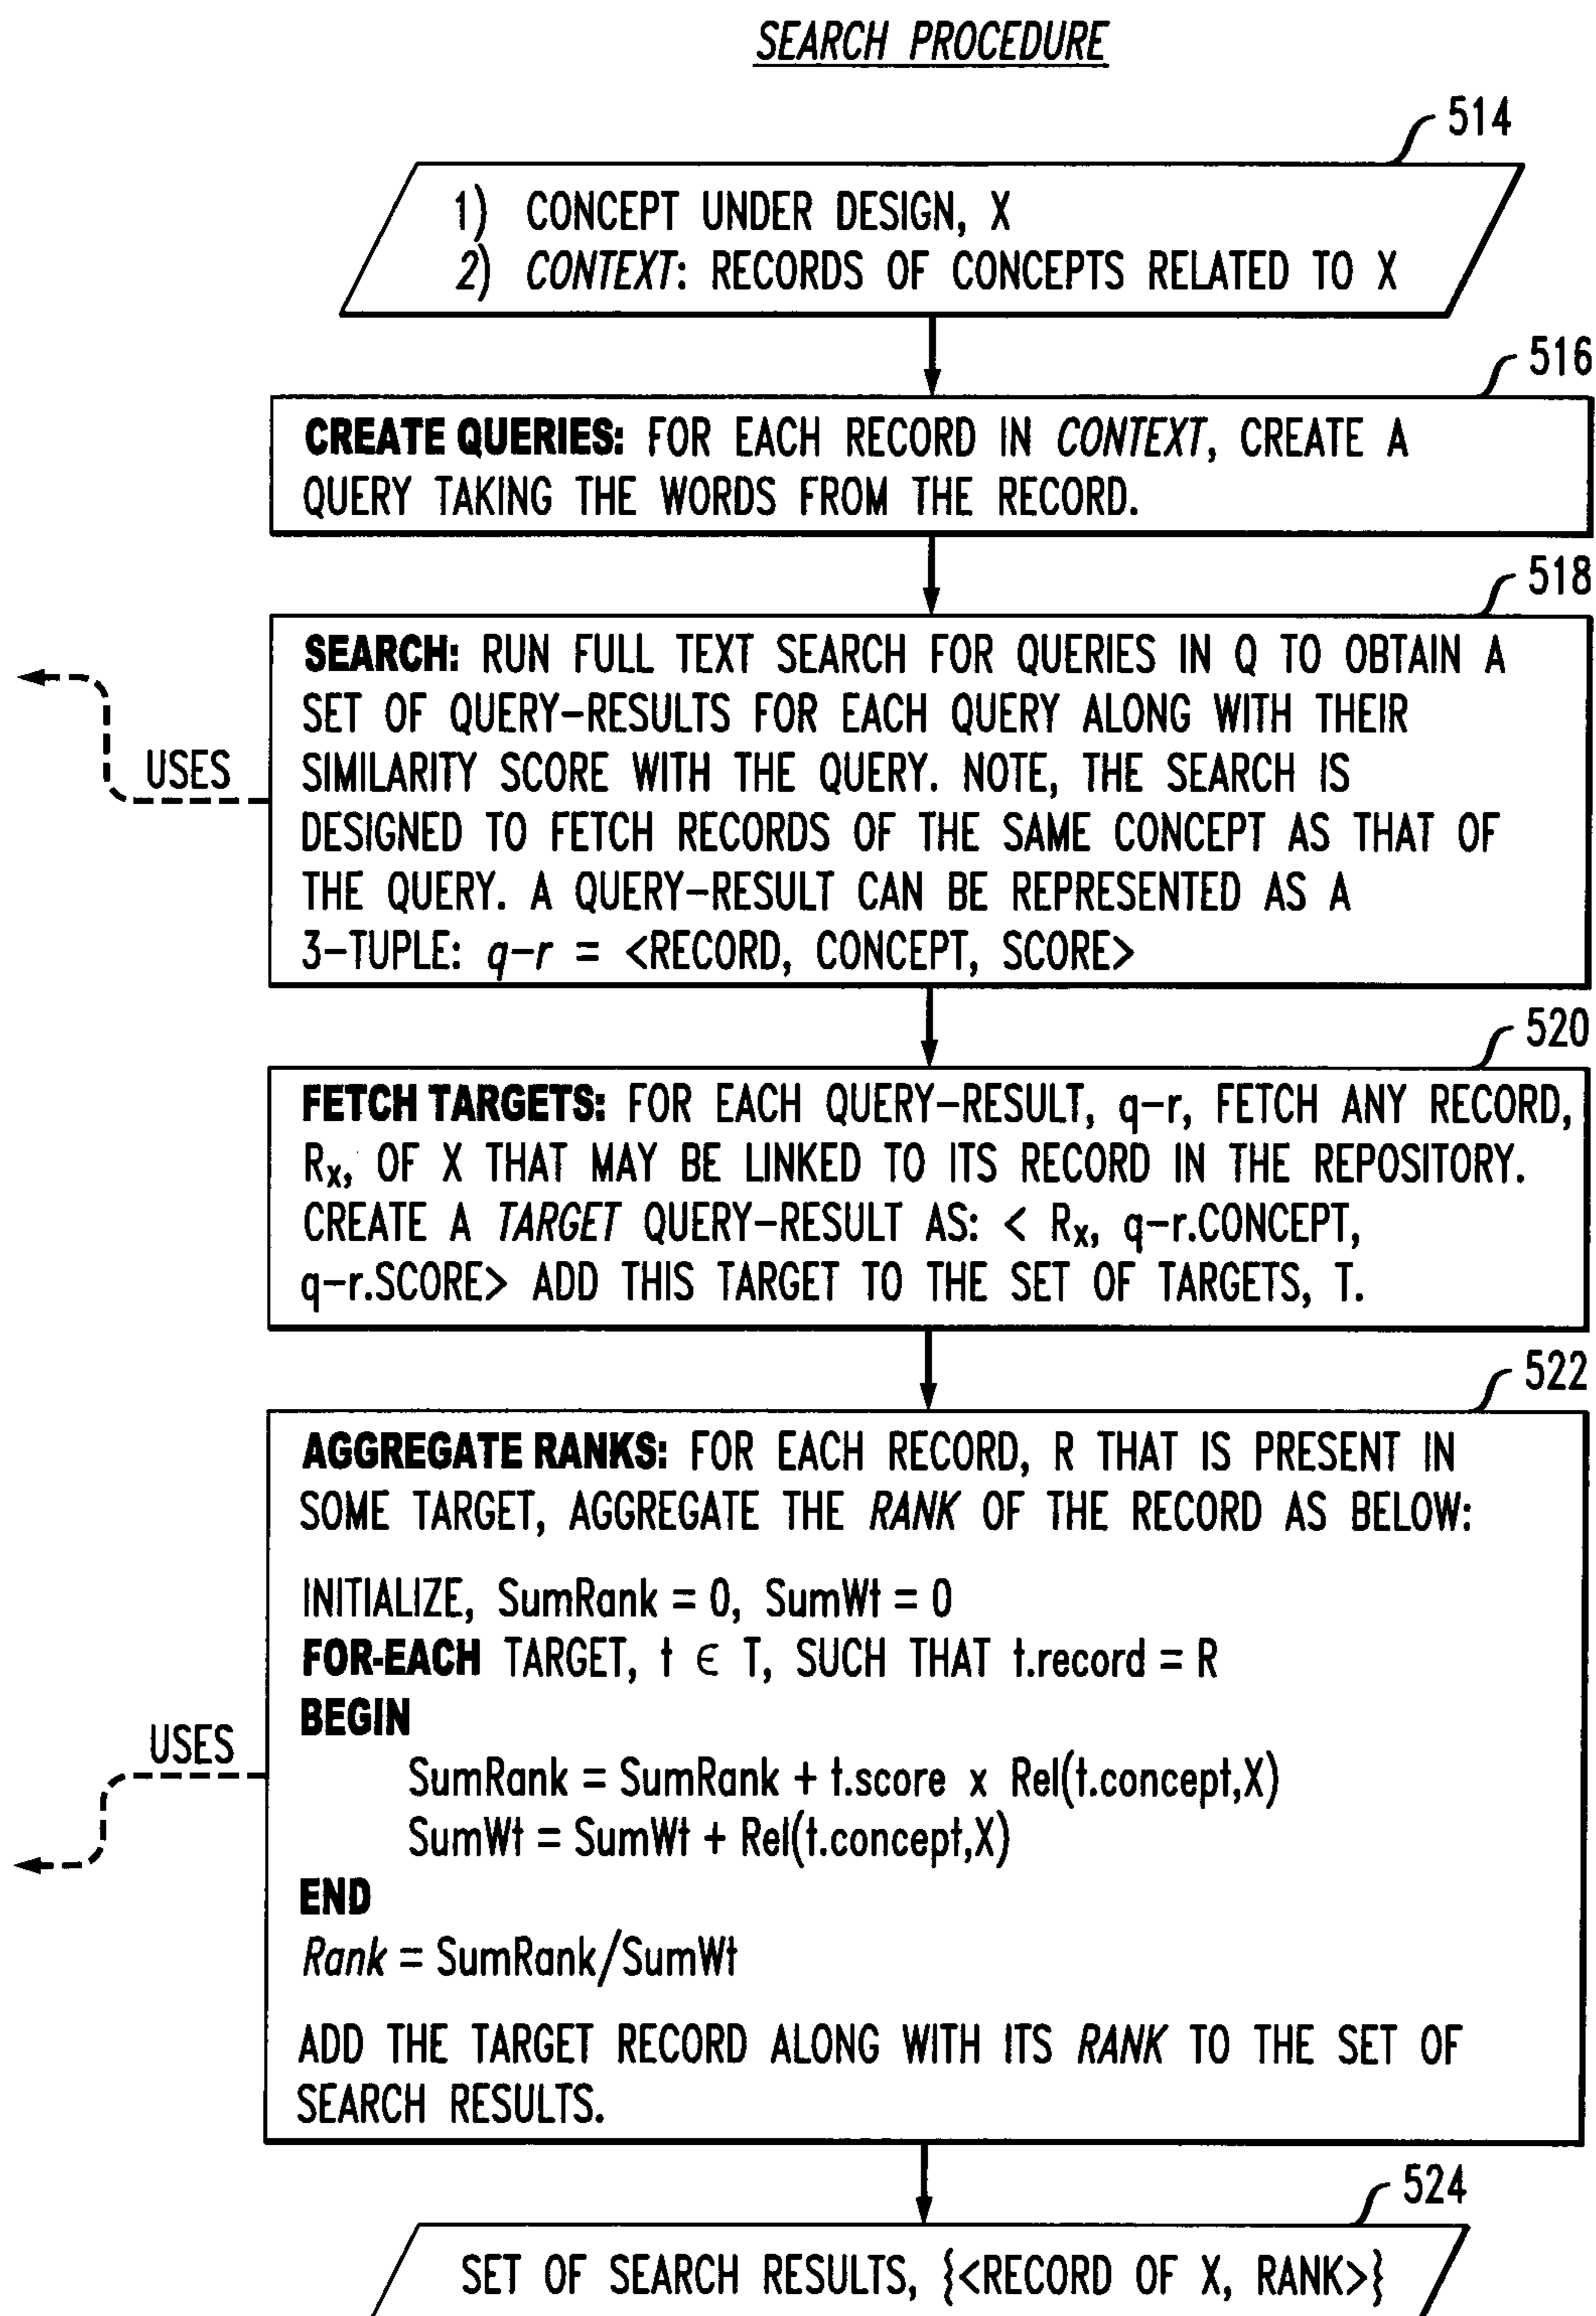 SEARCH PROCEDURE
514
1) CONCEPT UNDER DESIGN, X
2) CONTEXT: RECORDS OF CONCEPTS RELATED TO X
516
CREATE QUERIES: FOR EACH RECORD IN CONTEXT, CREATE A
QUERY TAKING THE WORDS FROM THE RECORD.
518
SEARCH: RUN FULL TEXT SEARCH FOR QUERIES IN Q TO OBTAIN A
SET OF QUERY-RESULTS FOR EACH QUERY ALONG WITH THEIR
SIMILARITY SCORE WITH THE QUERY. NOTE, THE SEARCH IS
DESIGNED TO FETCH RECORDS OF THE SAME CONCEPT AS THAT OF
THE QUERY. A QUERY-RESULT CAN BE REPRESENTED AS A
3-TUPLE: q-r = <RECORD, CONCEPT, SCORE>
USES
520
FETCH TARGETS: FOR EACH QUERY-RESULT, q-r, FETCH ANY RECORD,
Rx, OF X THAT MAY BE LINKED TO ITS RECORD IN THE REPOSITORY.
CREATE A TARGET QUERY-RESULT AS: < Rx, q-r.CONCEPT,
q-r.SCORE> ADD THIS TARGET TO THE SET OF TARGETS, T.
522
AGGREGATE RANKS: FOR EACH RECORD, R THAT IS PRESENT IN
SOME TARGET, AGGREGATE THE RANK OF THE RECORD AS BELOW:
INITIALIZE, SumRank = 0, SumWt = 0
FOR-EACH TARGET, t ∈ T, SUCH THAT t.record = R
BEGIN
SumRank = SumRank + t.score x Rel(t.concept,X)
SumWt = SumWt + Rel(t.concept,X)
END
Rank = SumRank/SumWt
ADD THE TARGET RECORD ALONG WITH ITS RANK TO THE SET OF
SEARCH RESULTS.
USES
524
SET OF SEARCH RESULTS, {<RECORD OF X, RANK>}